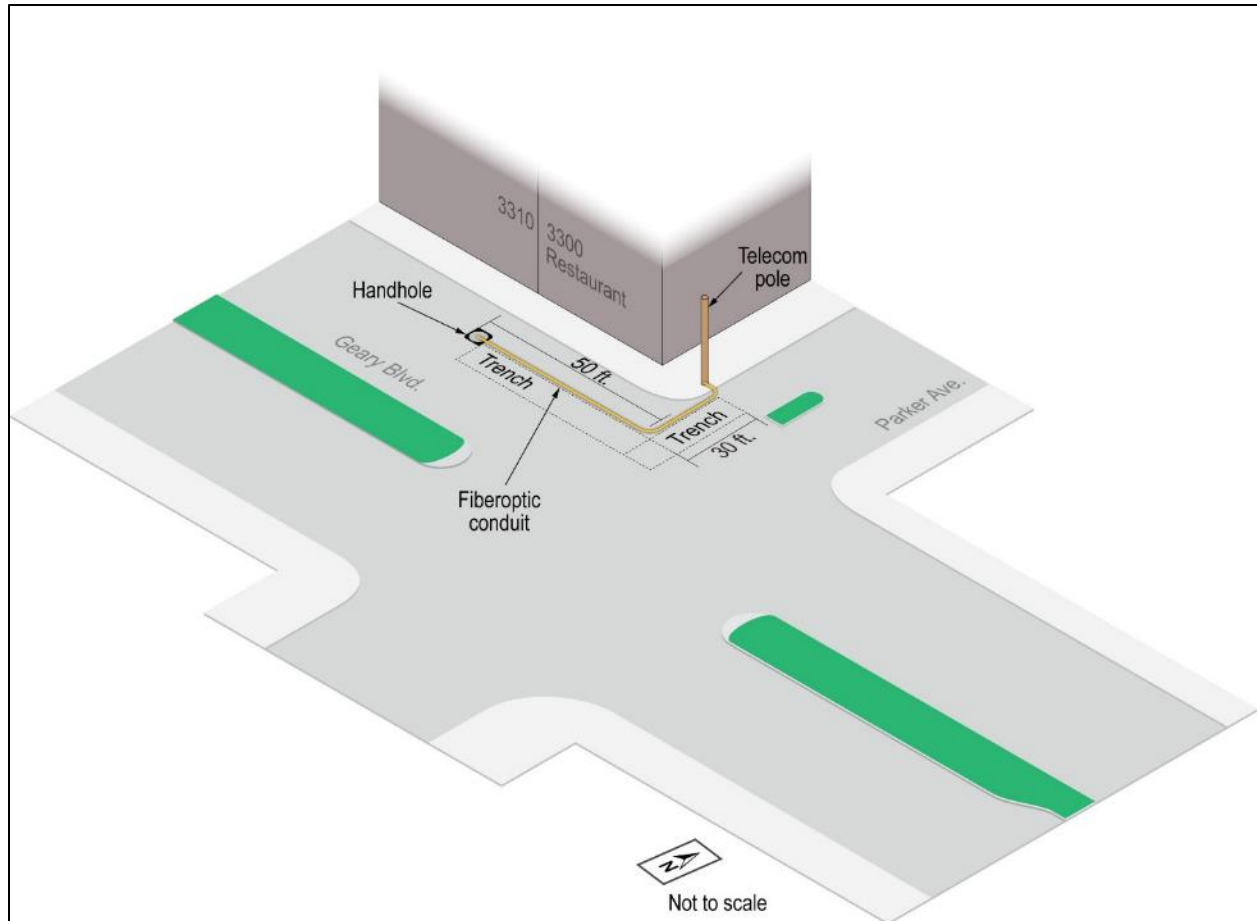 3310
3300
Restaurant
Telecom
pole
Handhole
Geary Blvd.
50 ft.
Trench
Parker Ave.
Trench
30 ft.
Fiberoptic
conduit
N
Not to scale